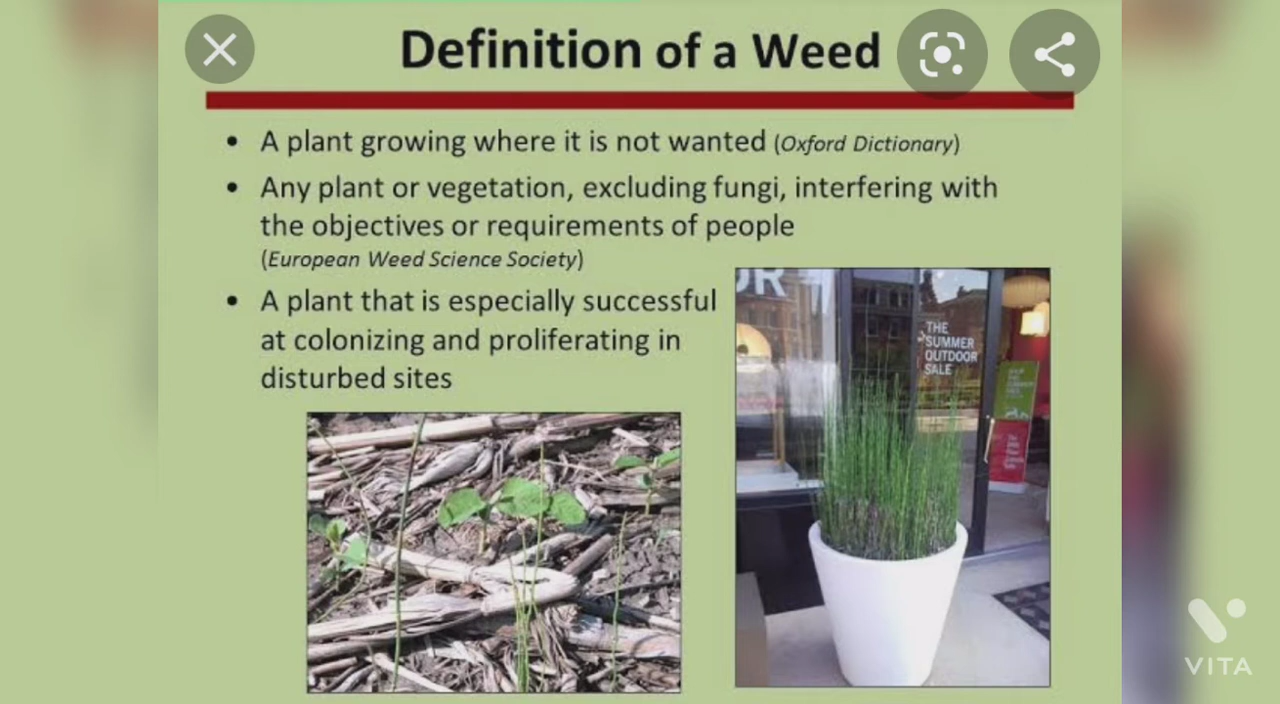 Definition of a Weed
• A plant growing where it is not wanted (Oxford Dictionary)
• Any plant or vegetation, excluding fungi, interfering with
the objectives or requirements of people
(European Weed Science Society)
• A plant that is especially successful
at colonizing and proliferating in
disturbed sites
OR
THE
SUMMER
OUTDOOR
SALE
VITA